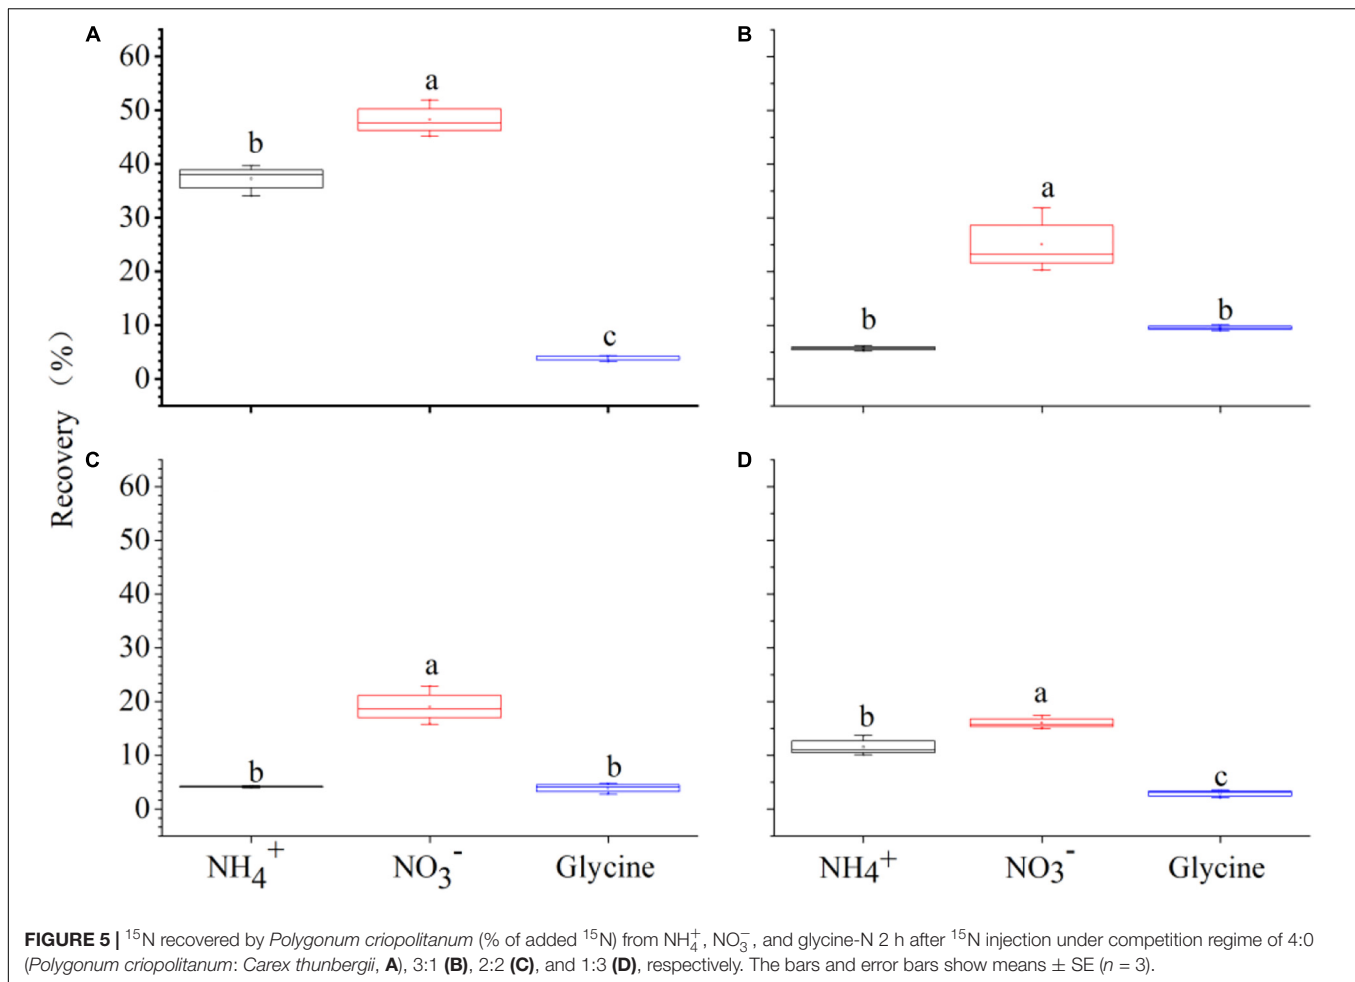 A
B
60
50
40
30
20
10
0
b
a
c
b
a
b
Recovery (%)
C
D
60
50
40
30
20
10
0
b
a
b
b
a
c
NH4+ NO3- Glycine
NH4+ NO3- Glycine
FIGURE 5 | 15N recovered by Polygonum criopolitanum (% of added 15N) from NH4+, NO3−, and glycine-N 2 h after 15N injection under competition regime of 4:0
(Polygonum criopolitanum: Carex thunbergii, A), 3:1 (B), 2:2 (C), and 1:3 (D), respectively. The bars and error bars show means ± SE (n = 3).